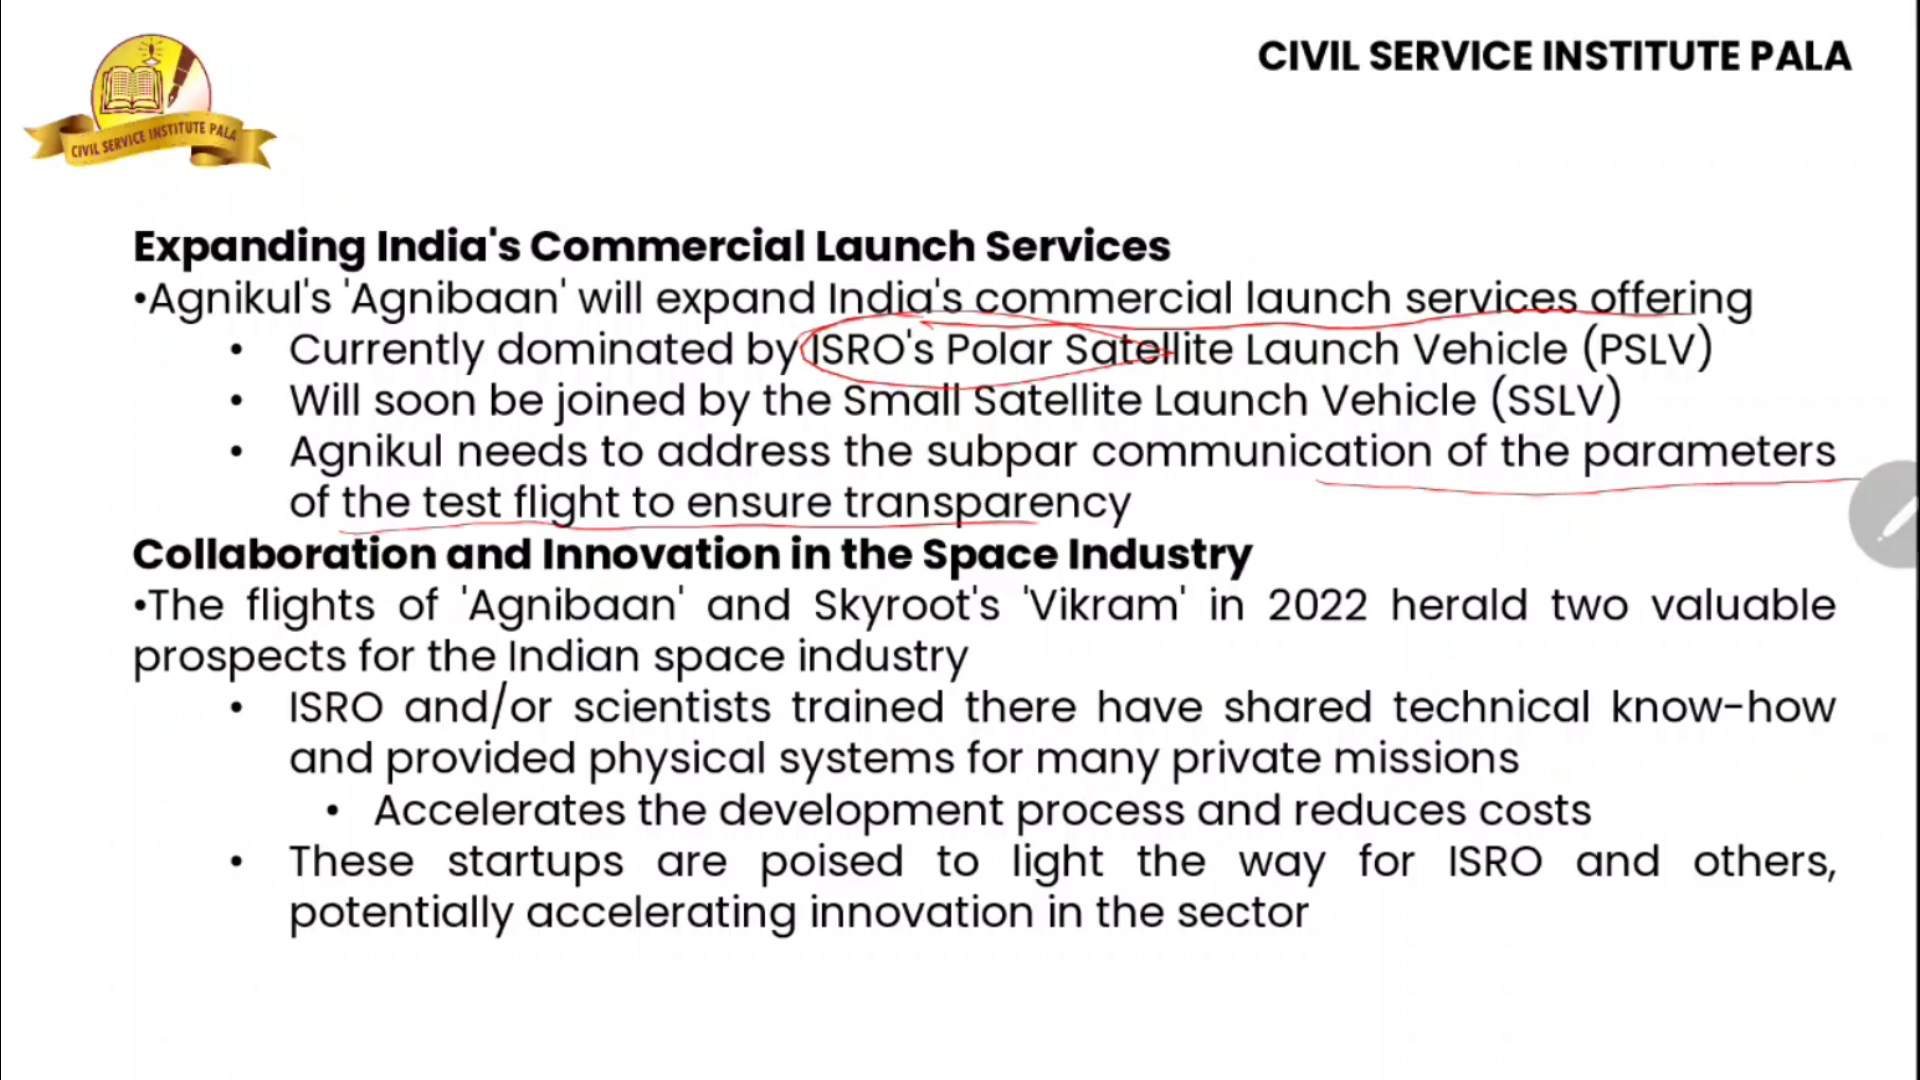 CIVIL SERVICE INSTITUTE PALA
CIVIL SERVICE INSTITUTE PALA
Expanding India's Commercial Launch Services
•Agnikul's 'Agnibaan' will expand India's commercial launch services offering
• Currently dominated by ISRO's Polar Satellite Launch Vehicle (PSLV)
• Will soon be joined by the Small Satellite Launch Vehicle (SSLV)
• Agnikul needs to address the subpar communication of the parameters
of the test flight to ensure transparency
Collaboration and Innovation in the Space Industry
•The flights of 'Agnibaan' and Skyroot's 'Vikram' in 2022 herald two valuable
prospects for the Indian space industry
• ISRO and/or scientists trained there have shared technical know-how
and provided physical systems for many private missions
• Accelerates the development process and reduces costs
• These startups are poised to light the way for ISRO and others,
potentially accelerating innovation in the sector